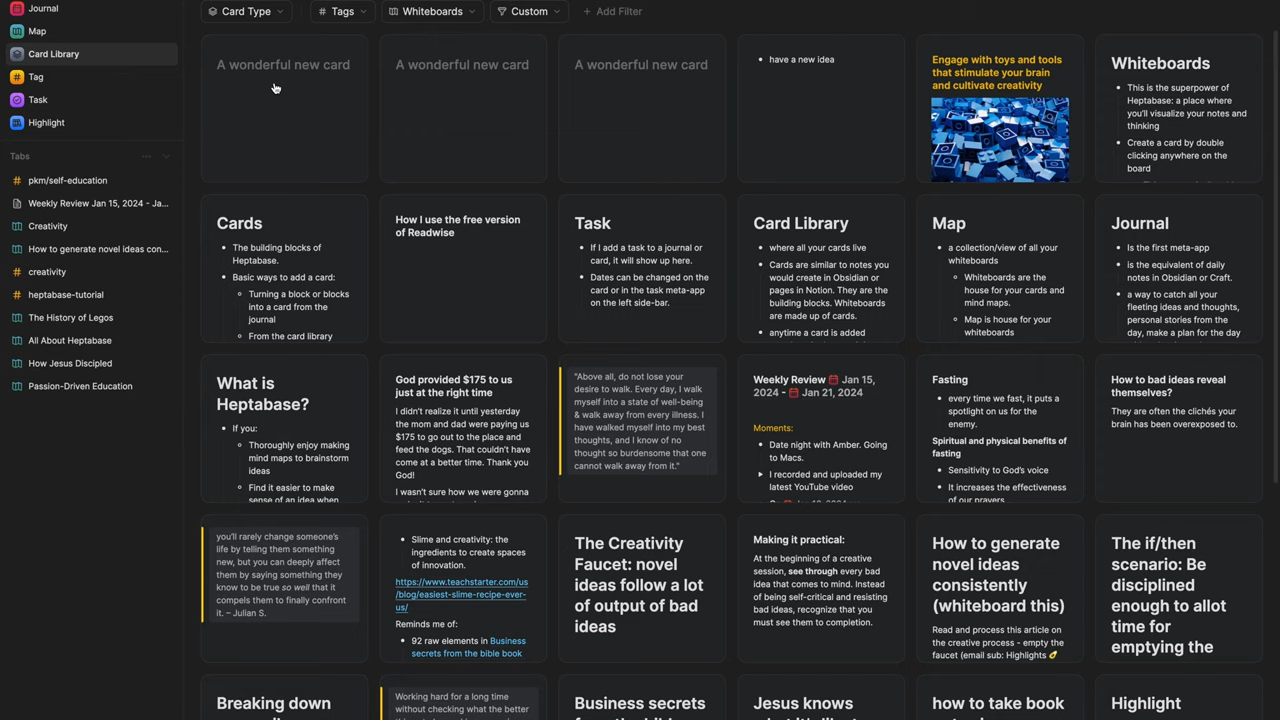 Journal
Map
Card Library
Tag
Task
Highlight
Tabs
pkm/self-education
Weekly Review Jan 15, 2024 - Ja...
Creativity
How to generate novel ideas con...
creativity
heptabase-tutorial
The History of Legos
All About Heptabase
How Jesus Discipled
Passion-Driven Education
Card Type
# Tags
Whiteboards
Custom
+ Add Filter
A wonderful new card
A wonderful new card
A wonderful new card
have a new idea
Engage with toys and tools
that stimulate your brain
and cultivate creativity
Whiteboards
This is the superpower of
Heptabase: a place where
you'll visualize your notes and
thinking
Create a card by double
clicking anywhere on the
board
Cards
The building blocks of
Heptabase.
Basic ways to add a card:
Turning a block or blocks
into a card from the
journal
From the card library
How I use the free version
of Readwise
Task
If I add a task to a journal or
card, it will show up here.
Dates can be changed on the
card or in the task meta-app
on the left side-bar.
Card Library
where all your cards live
Cards are similar to notes you
would create in Obsidian or
pages in Notion. They are the
building blocks. Whiteboards
are made up of cards.
anytime a card is added
Map
a collection/view of all your
whiteboards
Whiteboards are the
house for your cards and
mind maps.
Map is house for your
whiteboards
Journal
Is the first meta-app
is the equivalent of daily
notes in Obsidian or Craft.
a way to catch all your
fleeting ideas and thoughts,
personal stories from the
day, make a plan for the day
What is
Heptabase?
If you:
Thoroughly enjoy making
mind maps to brainstorm
ideas
Find it easier to make
sense of an idea when
God provided $175 to us
just at the right time
I didn't realize it until yesterday
the mom and dad were paying us
$175 to go out to the place and
feed the dogs. That couldn't have
come at a better time. Thank you
God!
I wasn't sure how we were gonna
"Above all, do not lose your
desire to walk. Every day, I walk
myself into a state of well-being
& walk away from every illness. I
have walked myself into my best
thoughts, and I know of no
thought so burdensome that one
cannot walk away from it."
Weekly Review Jan 15,
2024 - Jan 21, 2024
Moments:
Date night with Amber. Going
to Macs.
I recorded and uploaded my
latest YouTube video
Fasting
every time we fast, it puts a
spotlight on us for the
enemy.
Spiritual and physical benefits of
fasting
Sensitivity to God's voice
It increases the effectiveness
of our prayers
How to bad ideas reveal
themselves?
They are often the clichés your
brain has been overexposed to.
you'll rarely change someone's
life by telling them something
new, but you can deeply affect
them by saying something they
know to be true so well that it
compels them to finally confront
it. – Julian S.
Slime and creativity: the
ingredients to create spaces
of innovation.
https://www.teachstarter.com/us
/blog/easiest-slime-recipe-ever-
us/
Reminds me of:
92 raw elements in Business
secrets from the bible book
The Creativity
Faucet: novel
ideas follow a lot
of output of bad
ideas
Making it practical:
At the beginning of a creative
session, see through every bad
idea that comes to mind. Instead
of being self-critical and resisting
bad ideas, recognize that you
must see them to completion.
How to generate
novel ideas
consistently
(whiteboard this)
Read and process this article on
the creative process - empty the
faucet (email sub: Highlights
The if/then
scenario: Be
disciplined
enough to allot
time for
emptying the
Breaking down
Working hard for a long time
without checking what the better
Business secrets
Jesus knows
how to take book
Highlight